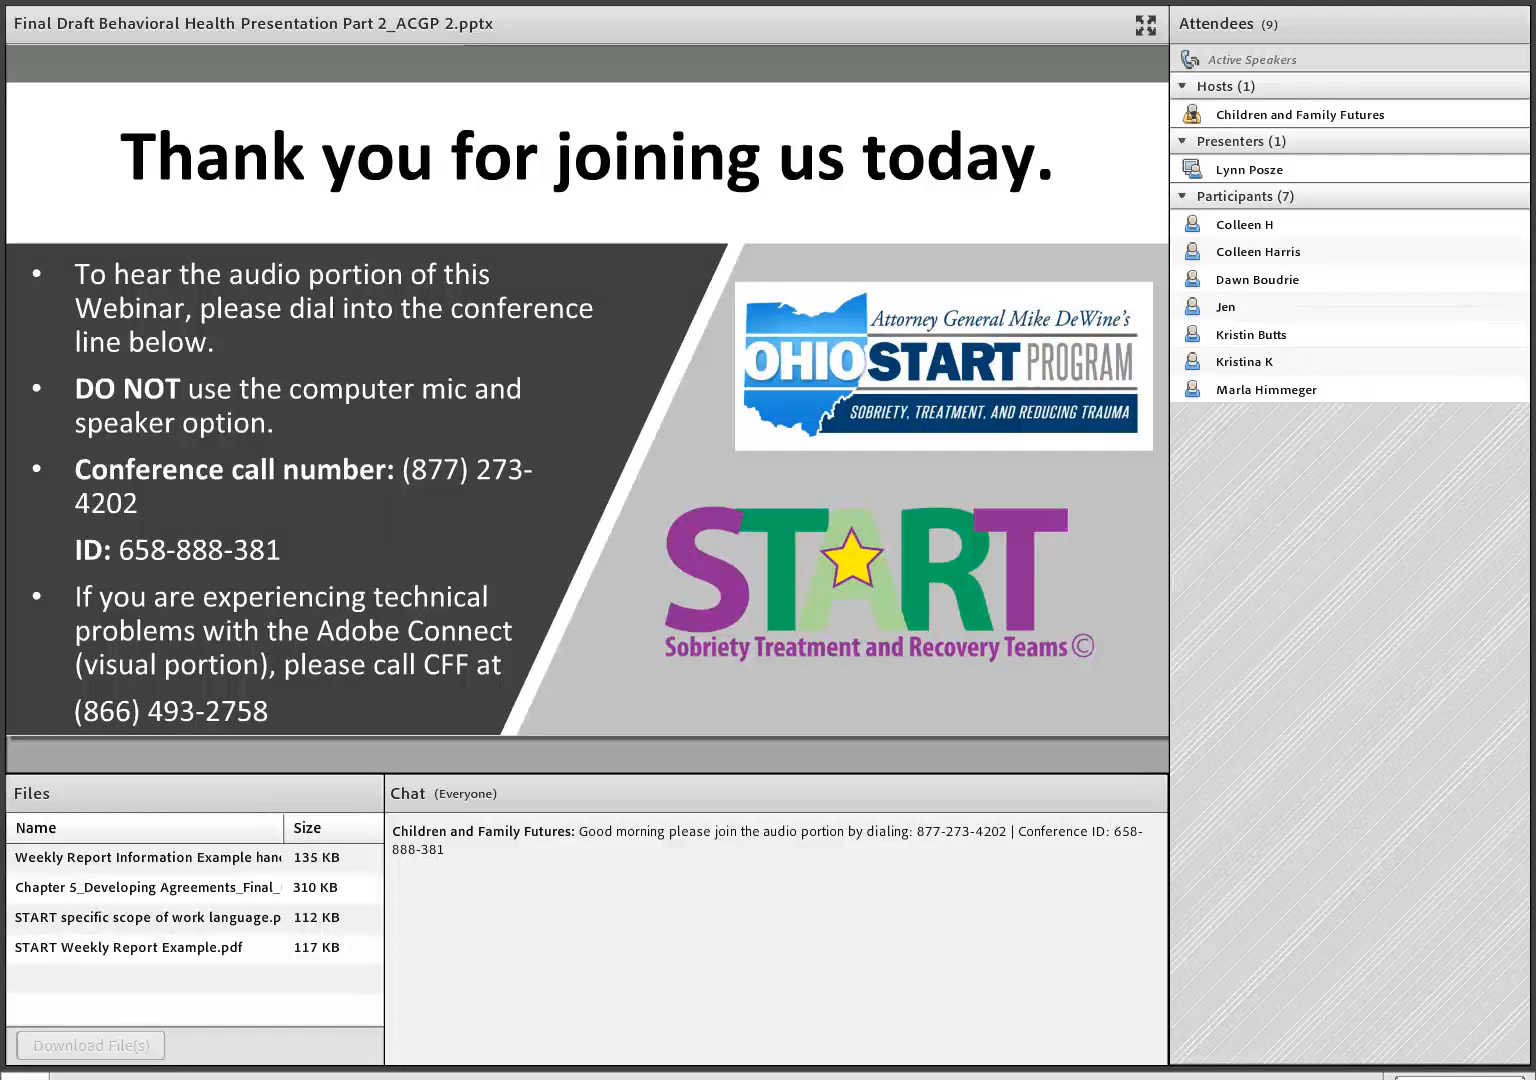 Final Draft Behavioral Health Presentation Part 2_ACGP 2.pptx
Thank you for joining us today.
• To hear the audio portion of this
Webinar, please dial into the conference
line below.
• DO NOT use the computer mic and
speaker option.
• Conference call number: (877) 273-
4202
ID: 658-888-381
• If you are experiencing technical
problems with the Adobe Connect
(visual portion), please call CFF at
(866) 493-2758
Attorney General Mike DeWine's
OHIO START PROGRAM
SOBRIETY, TREATMENT, AND REDUCING TRAUMA
START
Sobriety Treatment and Recovery Teams©
Files
Name Size
Weekly Report Information Example han 135 KB
Chapter 5_Developing Agreements_Final_ 310 KB
START specific scope of work language.p 112 KB
START Weekly Report Example.pdf 117 KB
Download File(s)
Chat (Everyone)
Children and Family Futures: Good morning please join the audio portion by dialing: 877-273-4202 | Conference ID: 658-
888-381
Attendees (9)
Active Speakers
Hosts (1)
Children and Family Futures
Presenters (1)
Lynn Posze
Participants (7)
Colleen H
Colleen Harris
Dawn Boudrie
Jen
Kristin Butts
Kristina K
Marla Himmeger